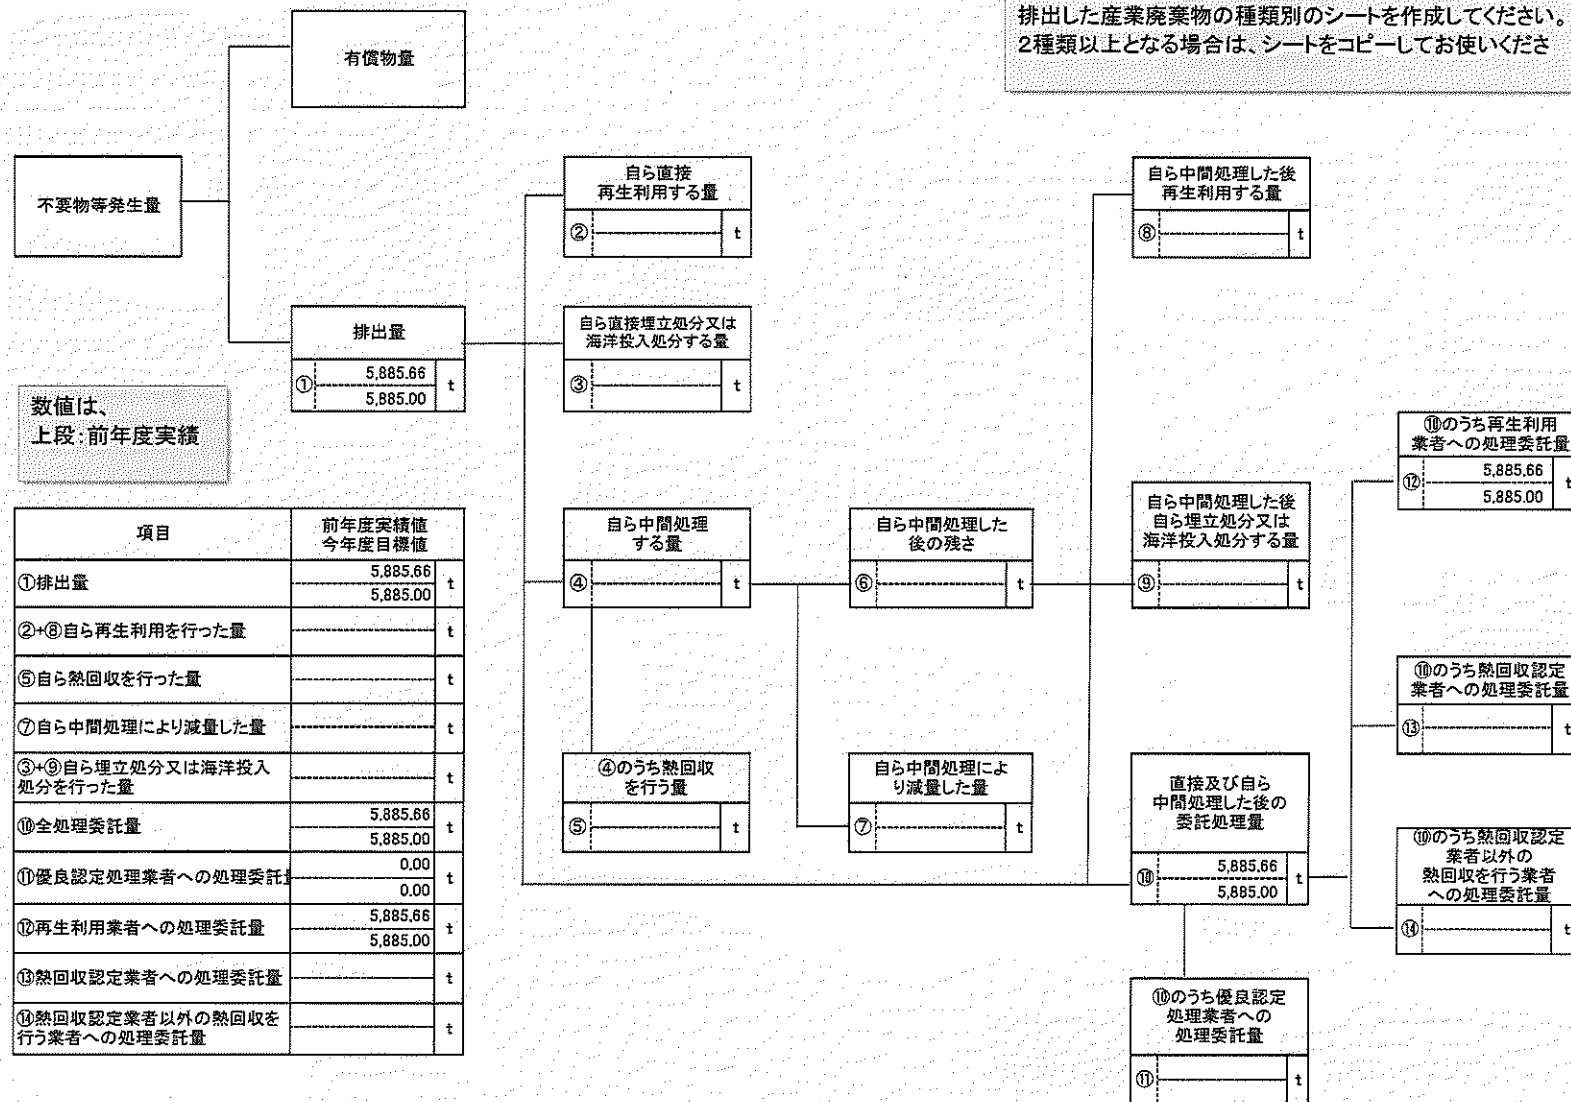 排出した産業廃棄物の種類別のシートを作成してください。
2種類以上となる場合は、シートをコピーしてお使いくださ
有償物量
不要物等発生量
自ら直接
再生利用する量
② t
自ら中間処理した後
再生利用する量
⑧ t
排出量
① 5,885.66 t
5,885.00
自ら直接埋立処分又は
海洋投入処分する量
③ t
数値は、
上段:前年度実績
⑩のうち再生利用
業者への処理委託量
⑫ 5,885.66 t
5,885.00
自ら中間処理
する量
④ t
自ら中間処理した
後の残さ
⑥ t
自ら中間処理した後
自ら埋立処分又は
海洋投入処分する量
⑨ t
⑩のうち熱回収認定
業者への処理委託量
⑬ t
④のうち熱回収
を行う量
⑤ t
自ら中間処理によ
り減量した量
⑦ t
直接及び自ら
中間処理した後の
委託処理量
⑩ 5,885.66 t
5,885.00
⑩のうち熱回収認定
業者以外の
熱回収を行う業者
への処理委託量
⑭ t
⑩のうち優良認定
処理業者への
処理委託量
⑪ t
項目 前年度実績値
今年度目標値
①排出量 5,885.66 t
5,885.00
②+⑧自ら再生利用を行った量 t
⑤自ら熱回収を行った量 t
⑦自ら中間処理により減量した量 t
③+⑨自ら埋立処分又は海洋投入
処分を行った量 t
⑩全処理委託量 5,885.66 t
5,885.00
⑪優良認定処理業者への処理委託 0.00 t
0.00
⑫再生利用業者への処理委託量 5,885.66 t
5,885.00
⑬熱回収認定業者への処理委託量 t
⑭熱回収認定業者以外の熱回収を
行う業者への処理委託量 t